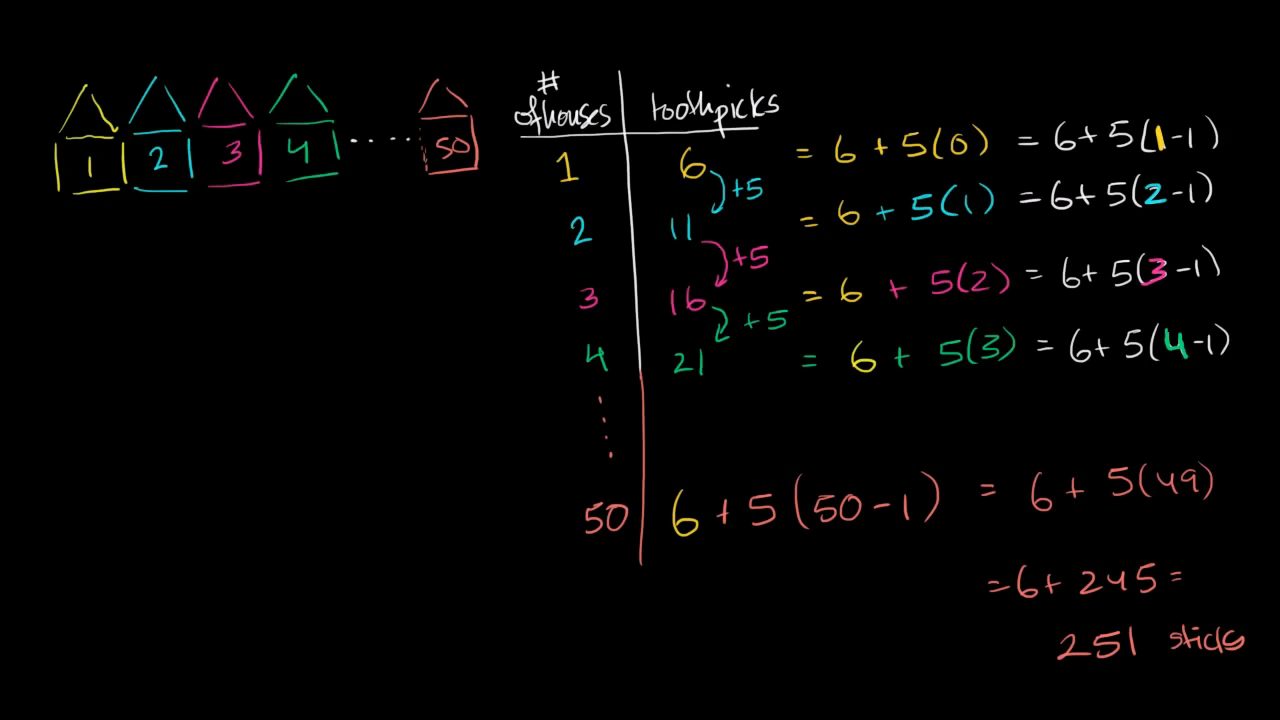 1 2 3 4 ..... 50
#
of houses toothpicks
1 6 = 6 + 5(0) = 6 + 5(1-1)
+5
2 11 = 6 + 5(1) = 6 + 5(2-1)
+5
3 16 = 6 + 5(2) = 6 + 5(3-1)
+5
4 21 = 6 + 5(3) = 6 + 5(4-1)
50 6 + 5(50-1) = 6 + 5(49)
= 6 + 245 =
251 sticks